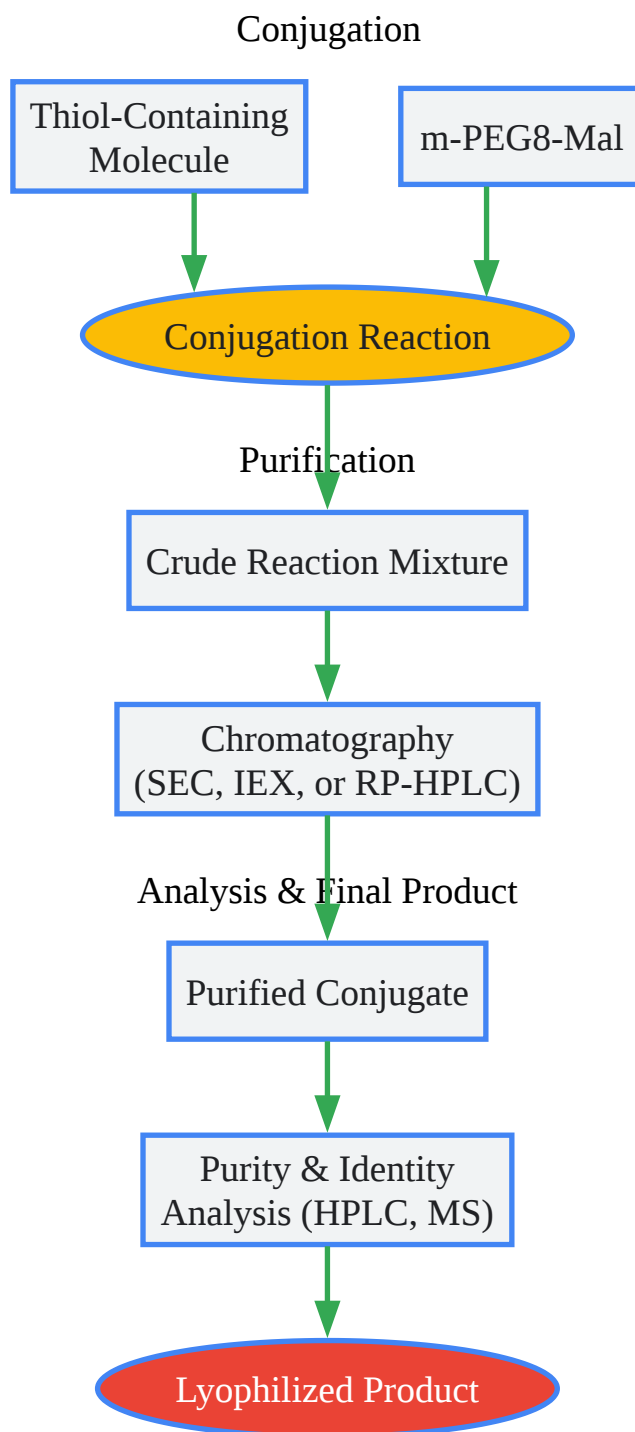 Conjugation
Thiol-Containing
Molecule
m-PEG8-Mal
Conjugation Reaction
Purification
Crude Reaction Mixture
Chromatography
(SEC, IEX, or RP-HPLC)
Analysis & Final Product
Purified Conjugate
Purity & Identity
Analysis (HPLC, MS)
Lyophilized Product